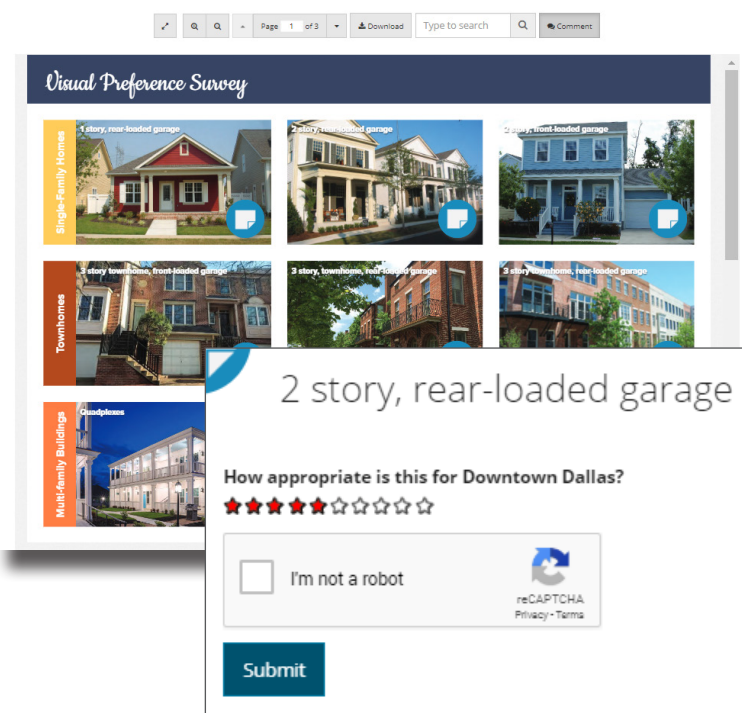 Page 1 of 3 Download Type to search Comment
Visual Preference Survey
Single-Family Homes
1 story, rear-loaded garage
2 story, rear-loaded garage
2 story, front-loaded garage
Townhomes
3 story townhome, front-loaded garage
3 story, townhome, rear-loaded garage
3 story townhome, rear-loaded garage
Multi-family Buildings
Quadplexes
2 story, rear-loaded garage
How appropriate is this for Downtown Dallas?
I'm not a robot
reCAPTCHA
Privacy - Terms
Submit